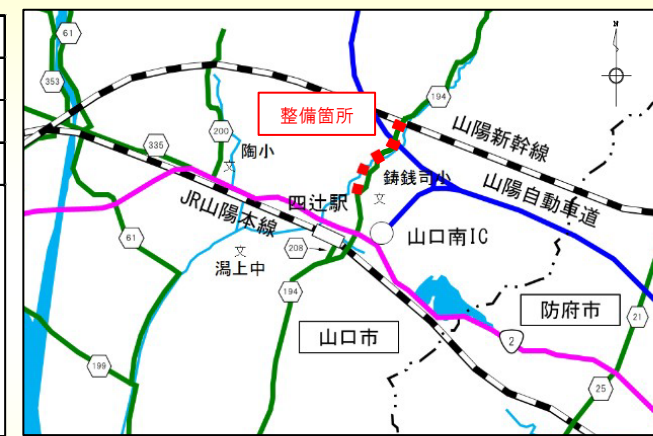 61
353
194
N
整備箇所
山陽新幹線
200
335
陶小
文
鋳銭司小
文
山陽自動車道
四辻駅
JR山陽本線
山口南IC
61
文
208
潟上中
194
防府市
山口市
2
21
199
25